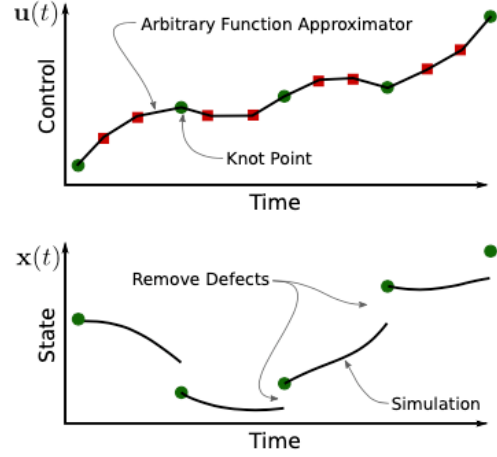 u(t)
Arbitrary Function Approximator
Control
Knot Point
Time
x(t)
Remove Defects
State
Simulation
Time